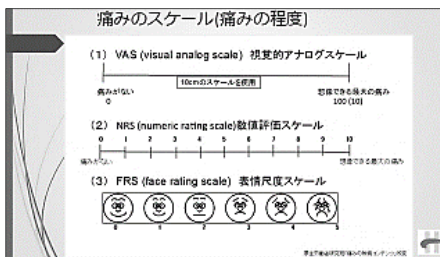 痛みのスケール(痛みの程度)
(1) VAS (visual analog scale) 視覚的アナログスケール
10cmのスケールを使用
痛みがない 想像できる最大の痛み
0 100 (10)
(2) NRS (numeric rating scale)数値評価スケール
0 1 2 3 4 5 6 7 8 9 10
痛みがない 想像できる最大の痛み
(3) FRS (face rating scale) 表情尺度スケール
0 1 2 3 4 5